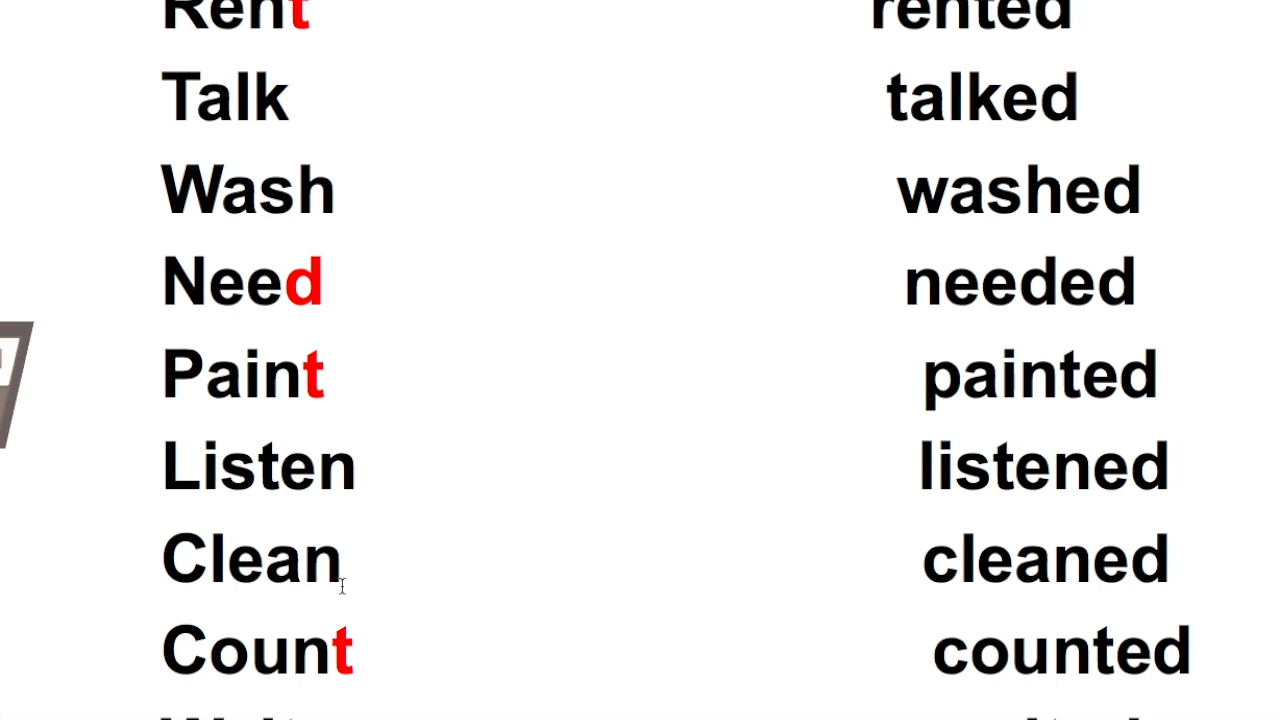 Rent rented
Talk talked
Wash washed
Need needed
Paint painted
Listen listened
Clean cleaned
Count counted